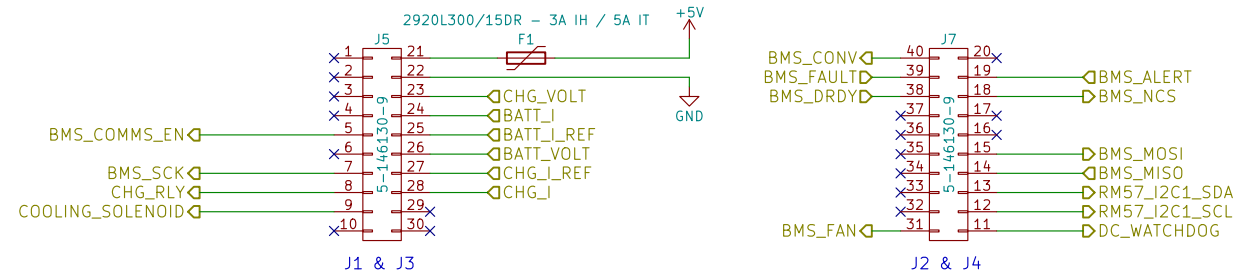 2920L300/15DR – 3A IH / 5A IT
+5V
J5
F1
1
21
2
22
3
23
CHG_VOLT
4
24
BATT_I
GND
BMS_COMMS_EN
5
25
BATT_I_REF
6
26
BATT_VOLT
BMS_SCK
7
27
CHG_I_REF
CHG_RLY
8
28
CHG_I
COOLING_SOLENOID
9
29
10
30
5-146130-9
J1 & J3
J7
BMS_CONV
40
20
BMS_FAULT
39
19
BMS_ALERT
BMS_DRDY
38
18
BMS_NCS
37
17
36
16
35
15
BMS_MOSI
34
14
BMS_MISO
33
13
RM57_I2C1_SDA
32
12
RM57_I2C1_SCL
BMS_FAN
31
11
DC_WATCHDOG
5-146130-9
J2 & J4